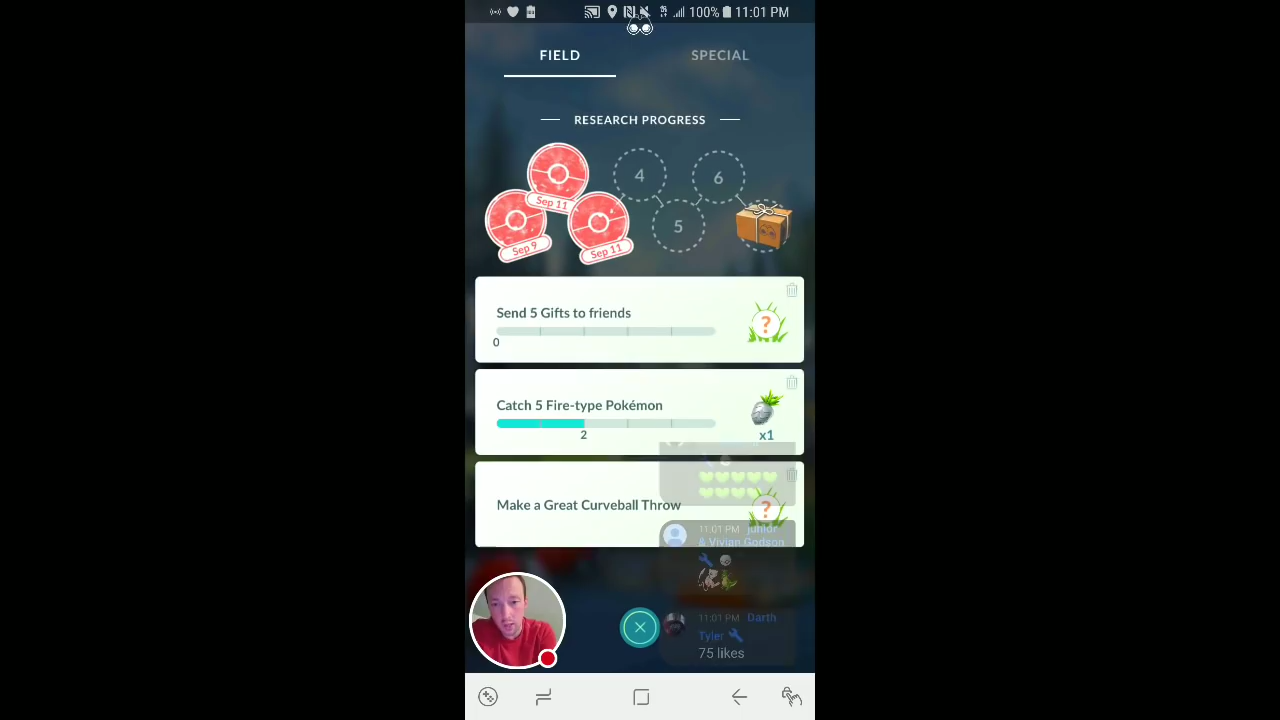 100% 11:01 PM
FIELD SPECIAL
RESEARCH PROGRESS
4 6
Sep 11
5
Sep 9 Sep 11
Send 5 Gifts to friends
?
0
Catch 5 Fire-type Pokémon
2 x1
Make a Great Curveball Throw
?
11:01 PM junior
& Vivian Godson
11:01 PM Darth
Tyler
75 likes